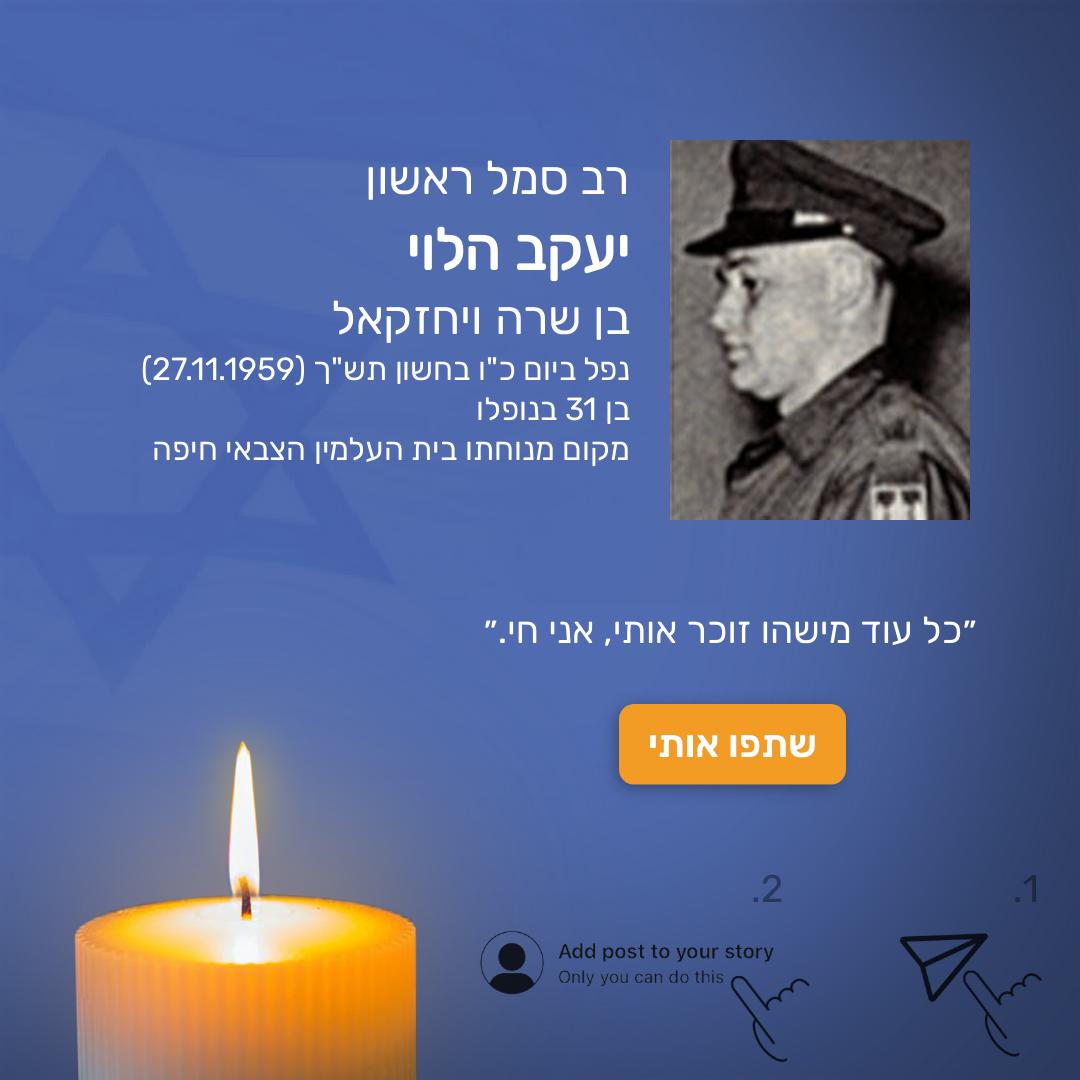 רב סמל ראשון
יעקב הלוי
בן שרה ויחזקאל
נפל ביום כ"ו בחשון תש"ך (27.11.1959)
בן 31 בנופלו
מקום מנוחתו בית העלמין הצבאי חיפה
״כל עוד מישהו זוכר אותי, אני חי.״
שתפו אותי
.1
.2
Add post to your story
Only you can do this